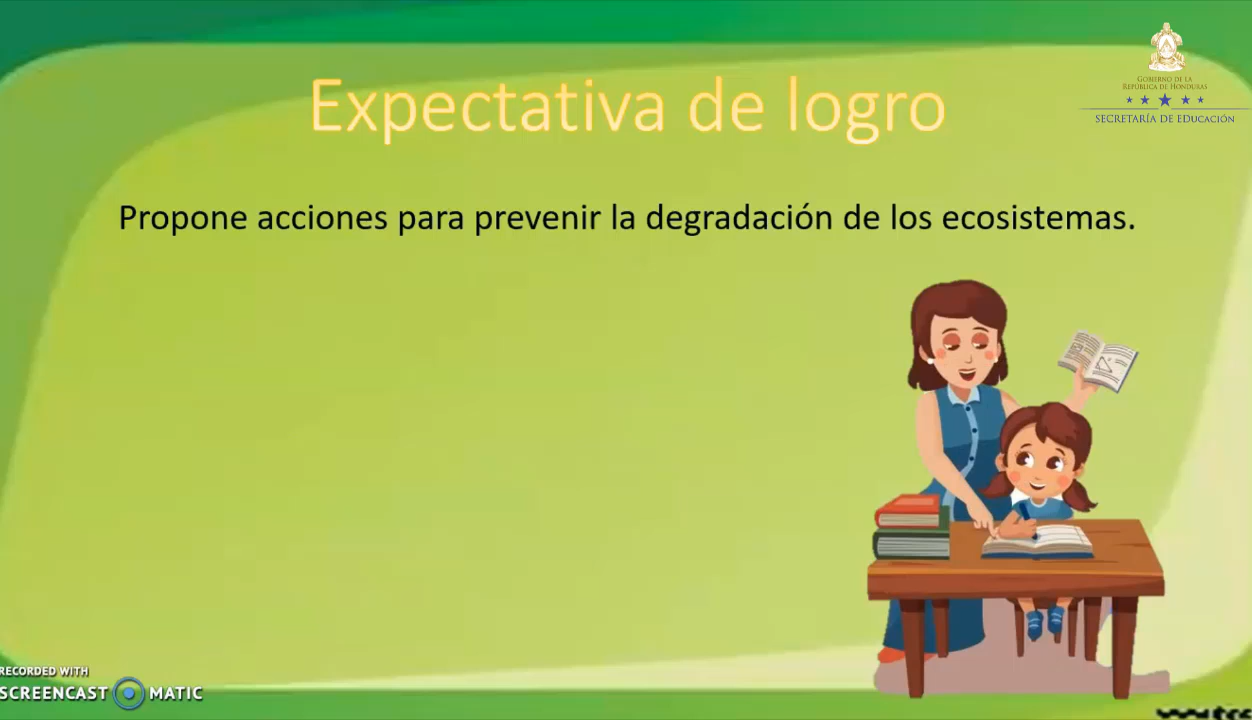 Expectativa de logro
GOBIERNO DE LA
REPÚBLICA DE HONDURAS
SECRETARÍA DE EDUCACIÓN
Propone acciones para prevenir la degradación de los ecosistemas.
RECORDED WITH
SCREENCAST MATIC